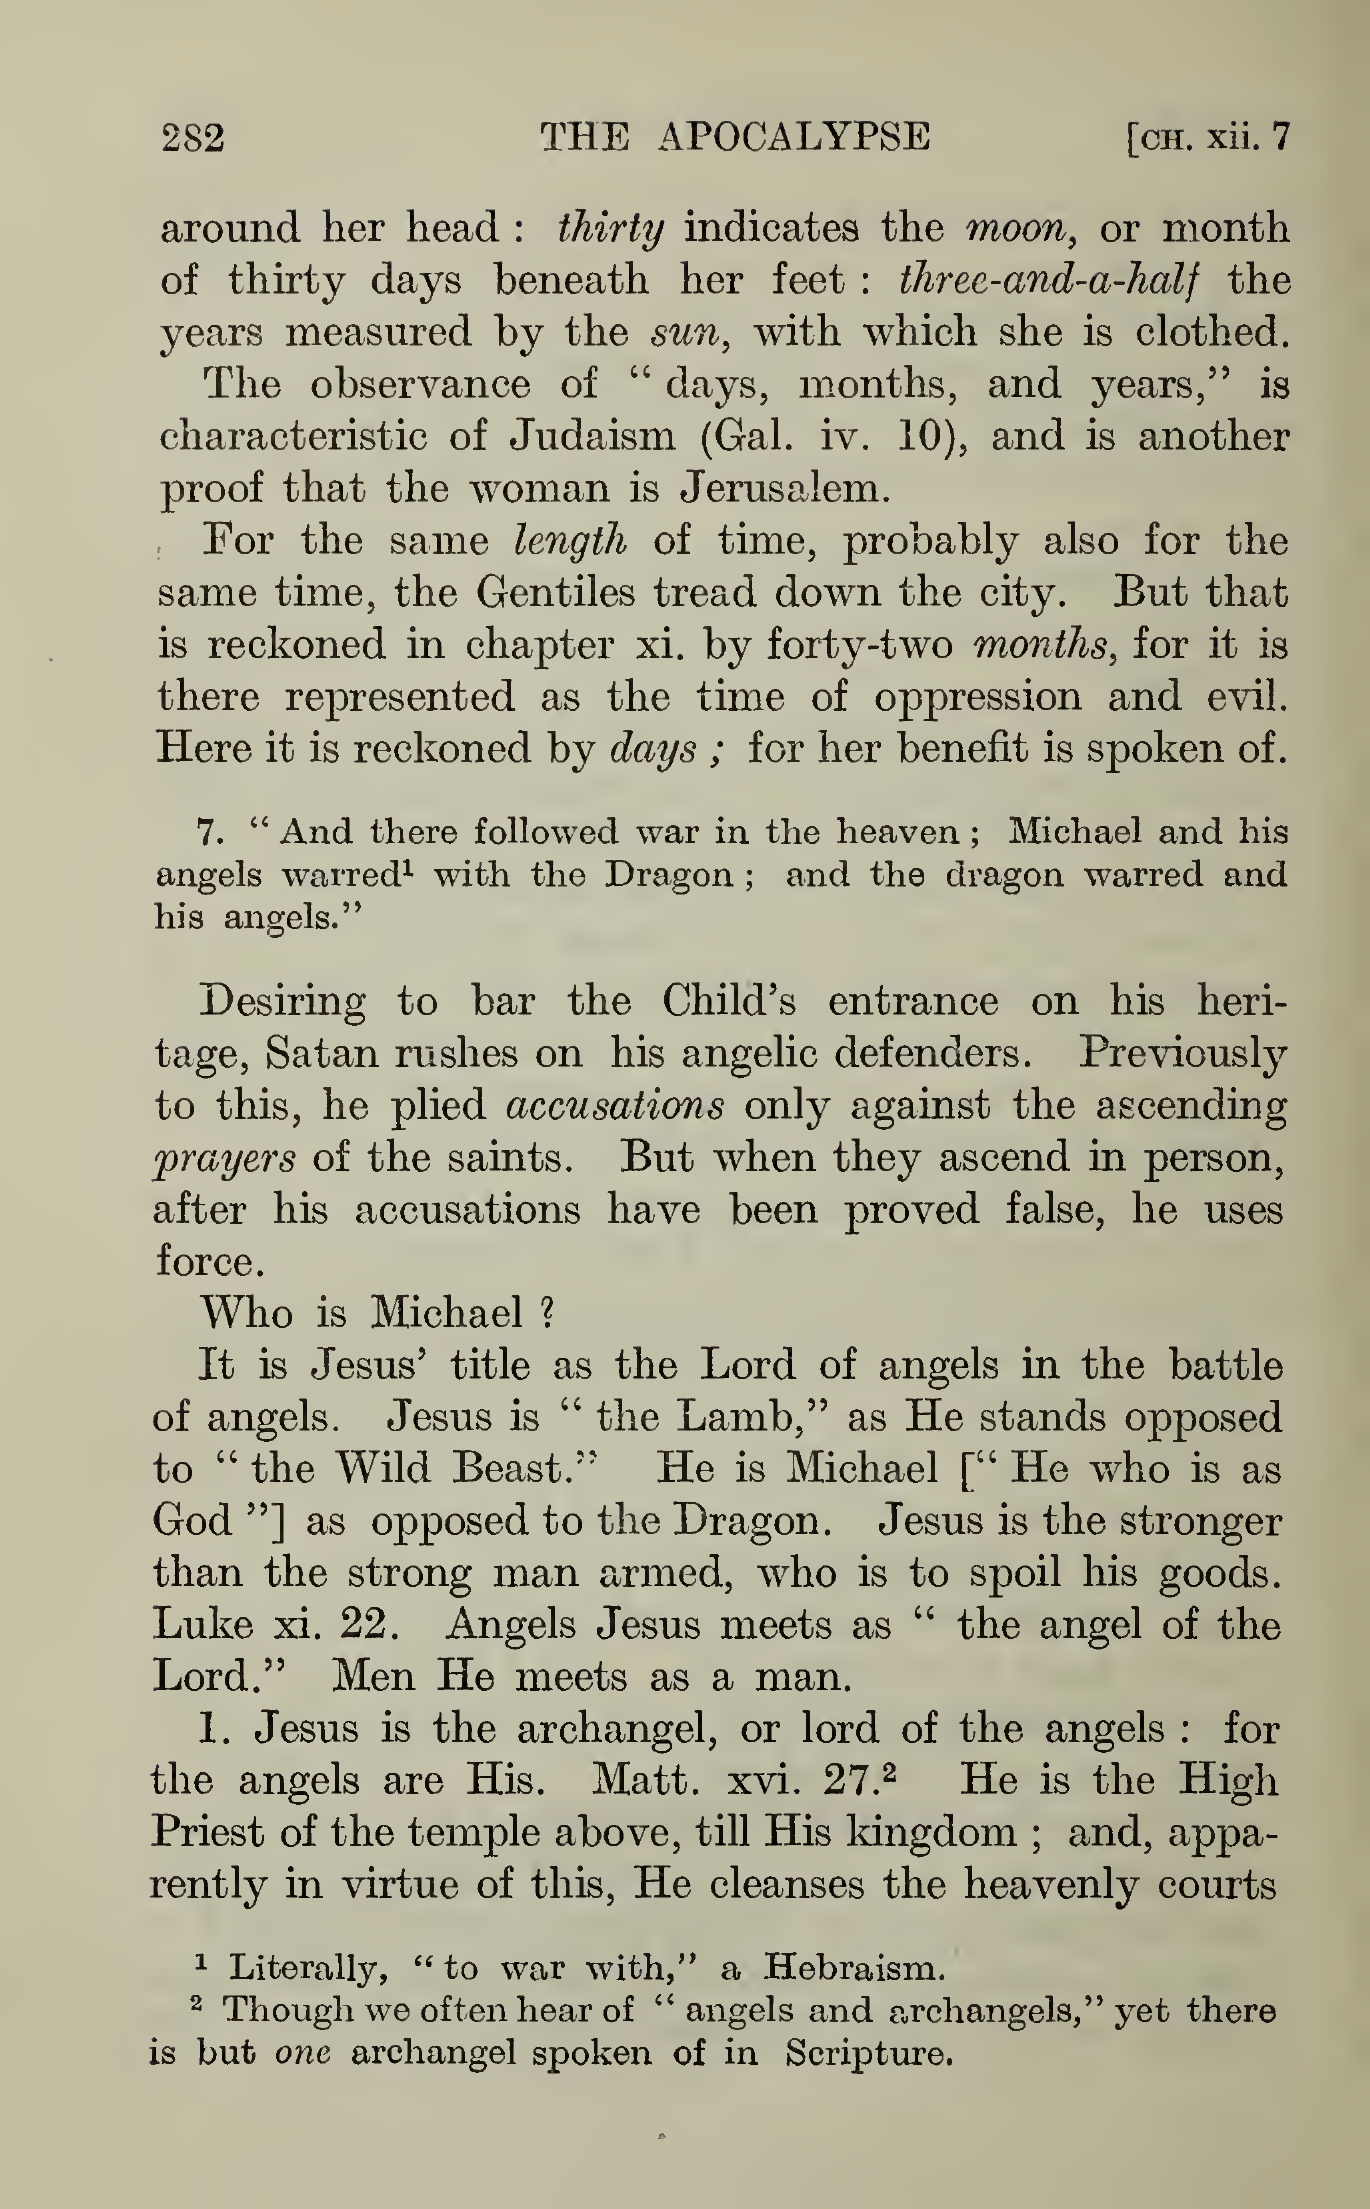 282 THE APOCALYPSE [CH. xii. 7
around her head : thirty indicates the moon, or month
of thirty days beneath her feet : three-and-a-half the
years measured by the sun, with which she is clothed.
The observance of “ days, months, and years,” is
characteristic of Judaism (Gal. iv. 10), and is another
proof that the woman is Jerusalem.
For the same length of time, probably also for the
same time, the Gentiles tread down the city. But that
is reckoned in chapter xi. by forty-two months, for it is
there represented as the time of oppression and evil.
Here it is reckoned by days ; for her benefit is spoken of.
7. “ And there followed war in the heaven ; Michael and his
angels warred¹ with the Dragon ; and the dragon warred and
his angels.”
Desiring to bar the Child’s entrance on his heri-
tage, Satan rushes on his angelic defenders. Previously
to this, he plied accusations only against the ascending
prayers of the saints. But when they ascend in person,
after his accusations have been proved false, he uses
force.
Who is Michael ?
It is Jesus’ title as the Lord of angels in the battle
of angels. Jesus is “ the Lamb,” as He stands opposed
to “ the Wild Beast.” He is Michael [“ He who is as
God ”] as opposed to the Dragon. Jesus is the stronger
than the strong man armed, who is to spoil his goods.
Luke xi. 22. Angels Jesus meets as “ the angel of the
Lord.” Men He meets as a man.
1. Jesus is the archangel, or lord of the angels : for
the angels are His. Matt. xvi. 27.² He is the High
Priest of the temple above, till His kingdom ; and, appa-
rently in virtue of this, He cleanses the heavenly courts
¹ Literally, “ to war with,” a Hebraism.
² Though we often hear of “ angels and archangels,” yet there
is but one archangel spoken of in Scripture.